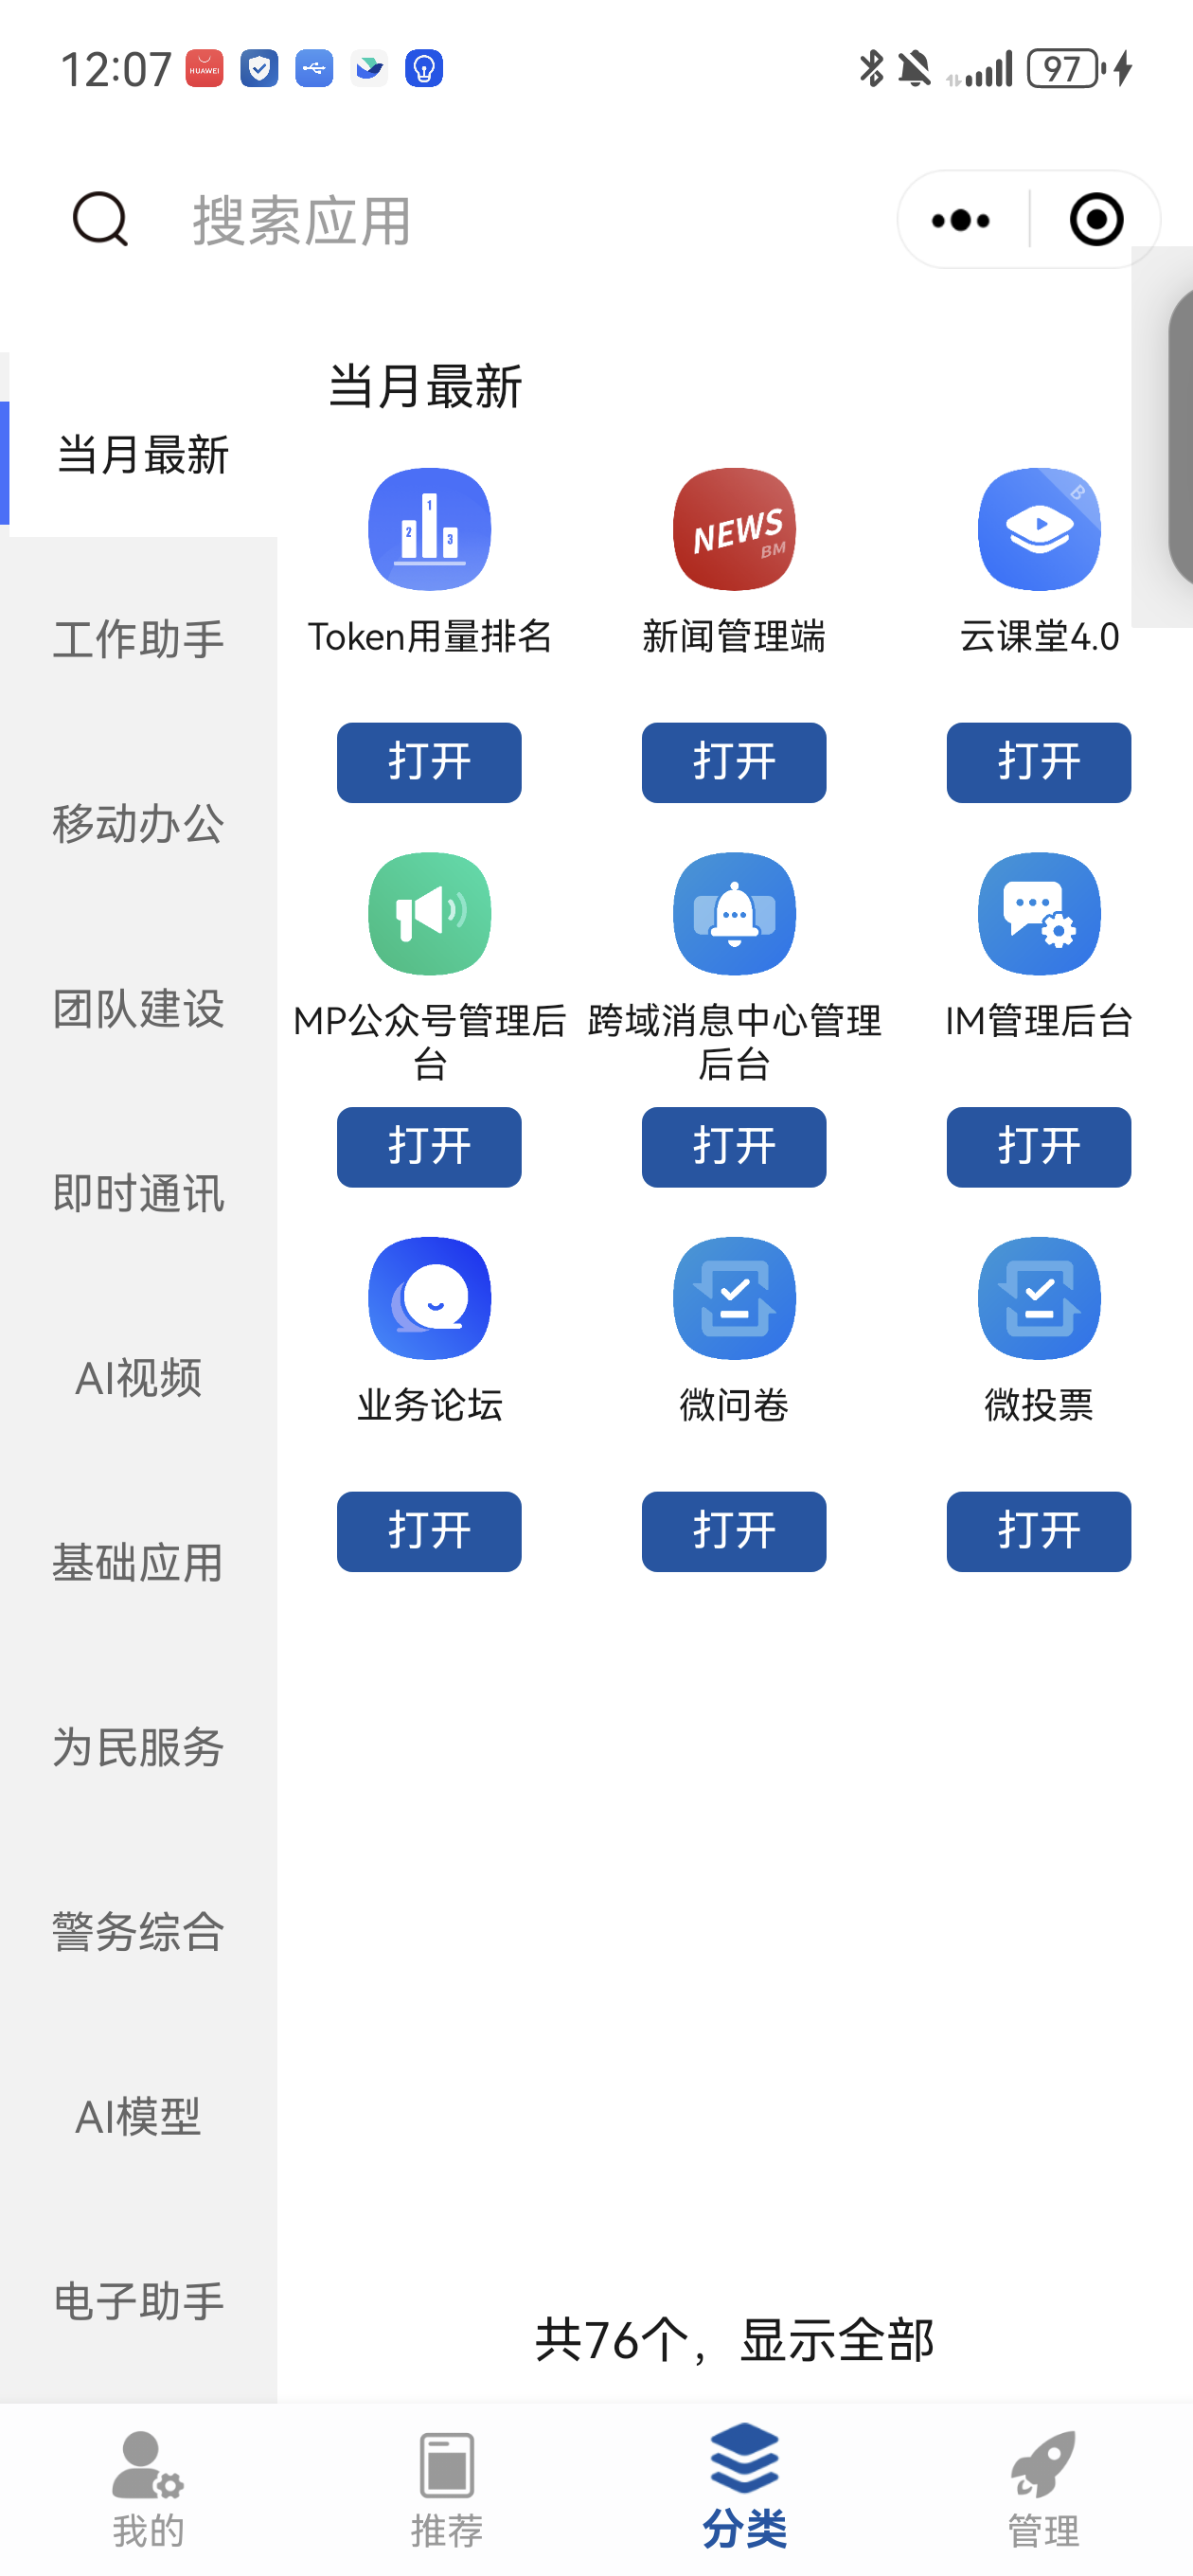 12:07
HUAWEI
97
搜索应用
当月最新
当月最新
工作助手
移动办公
团队建设
即时通讯
AI视频
基础应用
为民服务
警务综合
AI模型
电子助手
1
2
3
NEWS
BM
B
Token用量排名
新闻管理端
云课堂4.0
打开
打开
打开
MP公众号管理后
台
跨域消息中心管理
后台
IM管理后台
打开
打开
打开
业务论坛
微问卷
微投票
打开
打开
打开
共76个，显示全部
我的
推荐
分类
管理